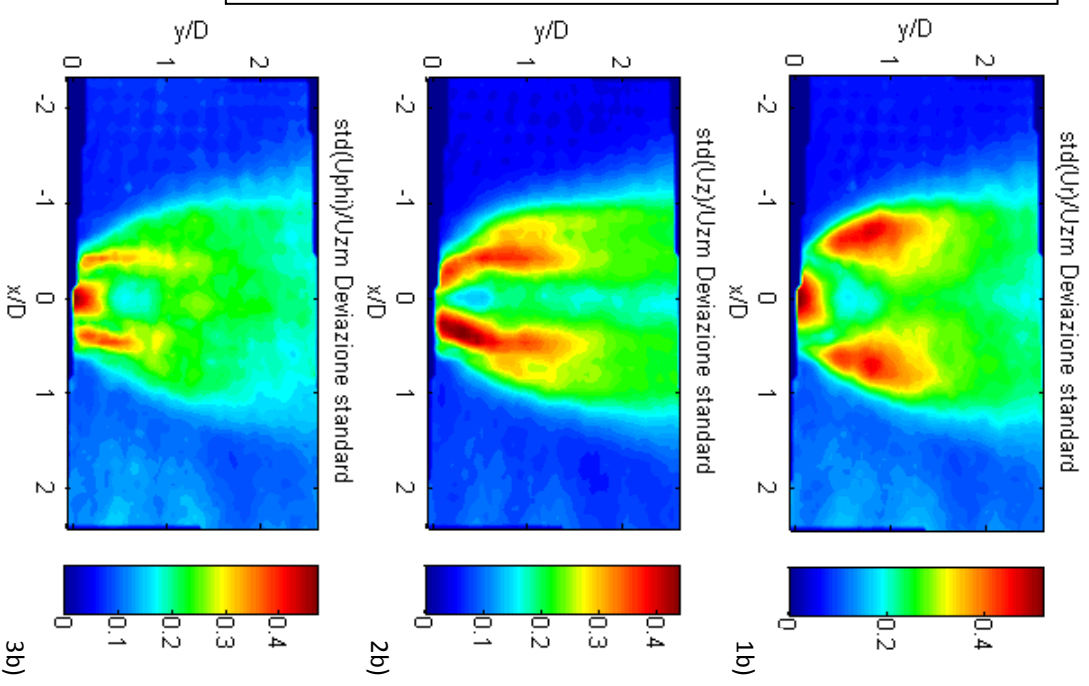 std(Ur)/Uzm Deviazione standard
2
1
0
y/D
-2 -1 0 1 2
x/D
0.4
0.2
0
1b)
std(Uz)/Uzm Deviazione standard
2
1
0
y/D
-2 -1 0 1 2
x/D
0.4
0.3
0.2
0.1
0
2b)
std(Uphi)/Uzm Deviazione standard
2
1
0
y/D
-2 -1 0 1 2
x/D
0.4
0.3
0.2
0.1
0
3b)